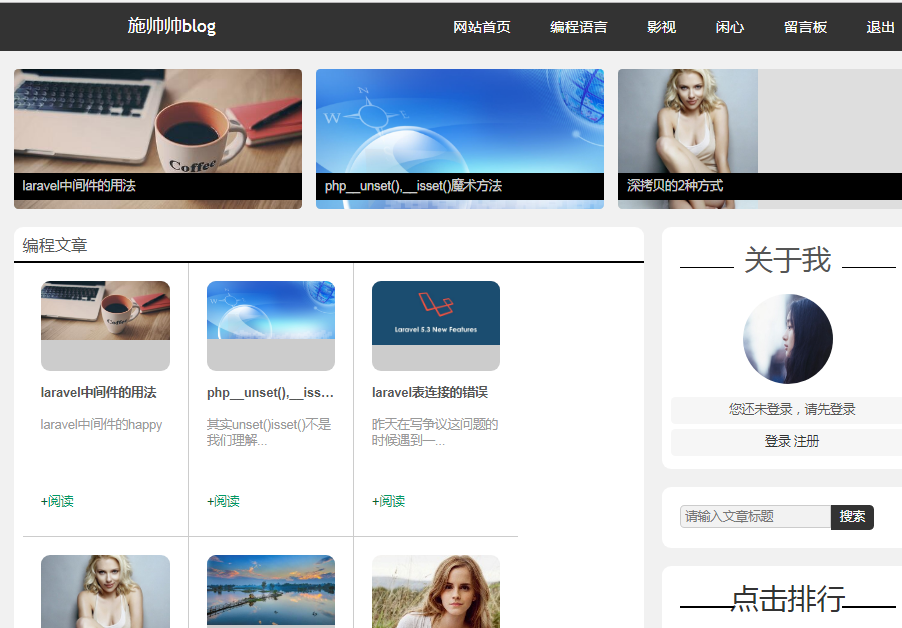 施帅帅blog
网站首页 编程语言 影视 闲心 留言板 退出
Coffee
N
W
laravel中间件的用法
php__unset(),__isset()魔术方法
深拷贝的2种方式
编程文章
Coffee
Laravel 5.3 New Features
laravel中间件的用法
php__unset(),__iss...
laravel表连接的错误
laravel中间件的happy
其实unset()isset()不是
我们理解...
昨天在写争议这问题的
时候遇到一...
+阅读
+阅读
+阅读
关于我
您还未登录，请先登录
登录 注册
请输入文章标题
搜索
点击排行